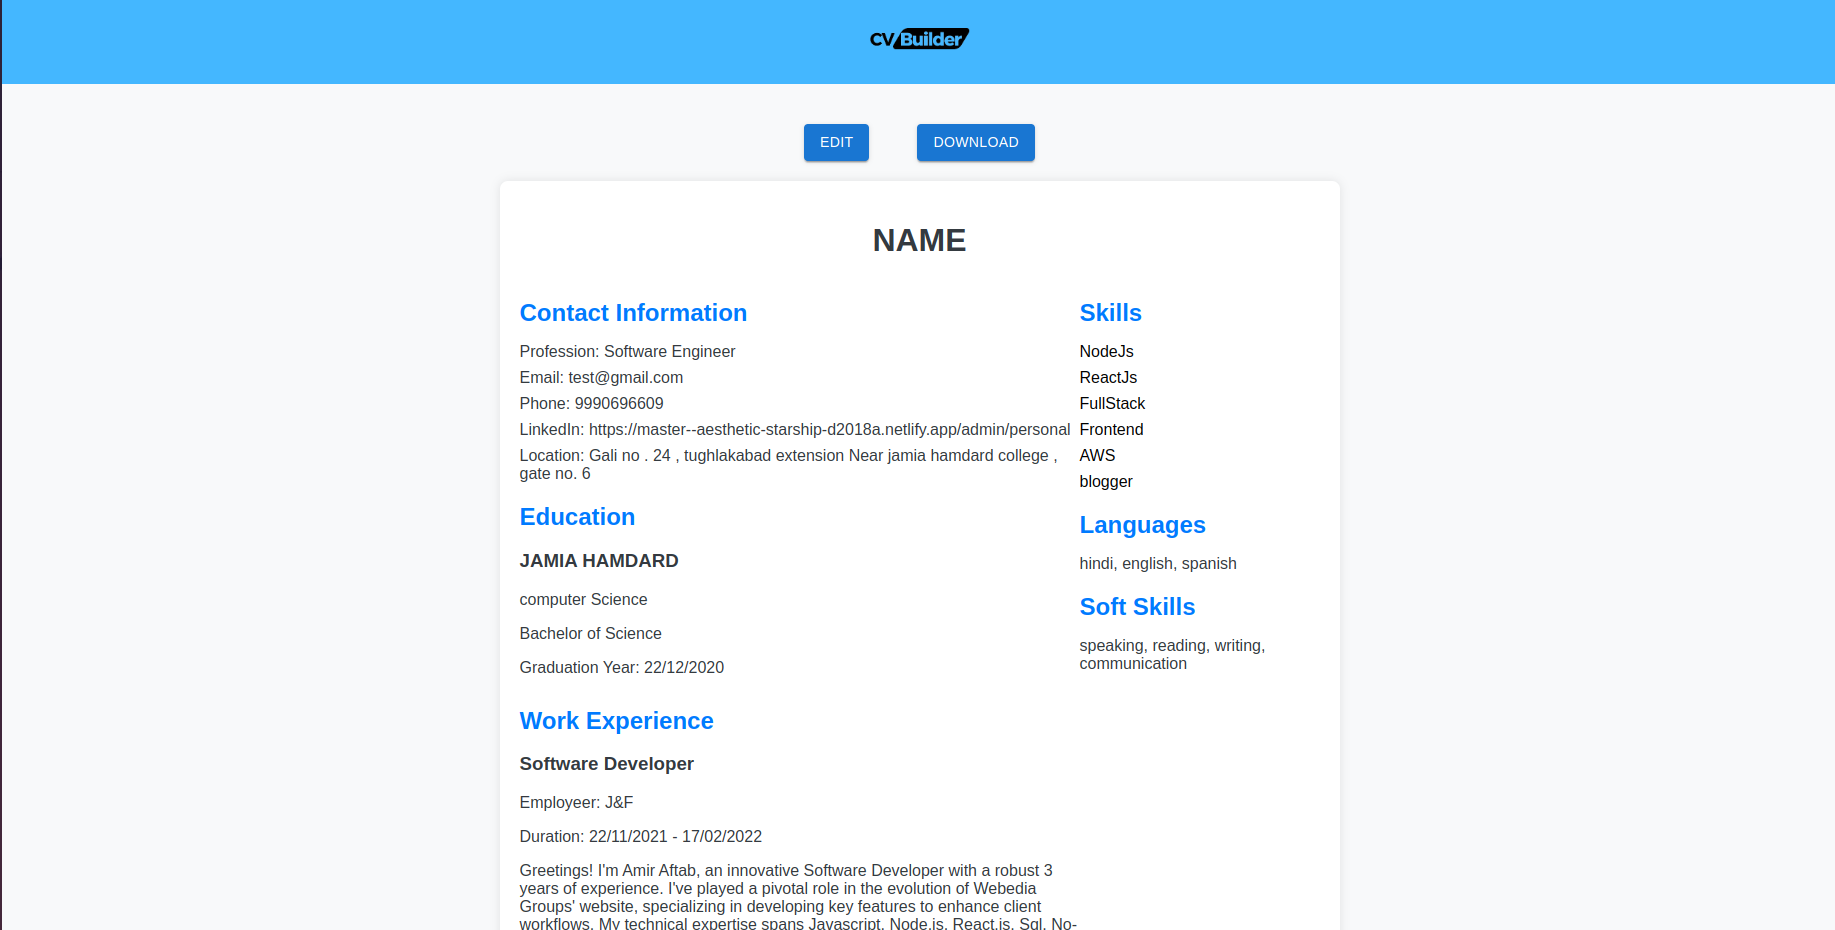 CV Builder
EDIT
DOWNLOAD
NAME
Contact Information
Profession: Software Engineer
Email: test@gmail.com
Phone: 9990696609
LinkedIn: https://master--aesthetic-starship-d2018a.netlify.app/admin/personal
Location: Gali no . 24 , tughlakabad extension Near jamia hamdard college ,
gate no. 6
Education
JAMIA HAMDARD
computer Science
Bachelor of Science
Graduation Year: 22/12/2020
Work Experience
Software Developer
Employeer: J&F
Duration: 22/11/2021 - 17/02/2022
Greetings! I'm Amir Aftab, an innovative Software Developer with a robust 3
years of experience. I've played a pivotal role in the evolution of Webedia
Groups' website, specializing in developing key features to enhance client
workflows. My technical expertise spans Javascript, Node.js, React.js, Sql, No-
Skills
NodeJs
ReactJs
FullStack
Frontend
AWS
blogger
Languages
hindi, english, spanish
Soft Skills
speaking, reading, writing,
communication